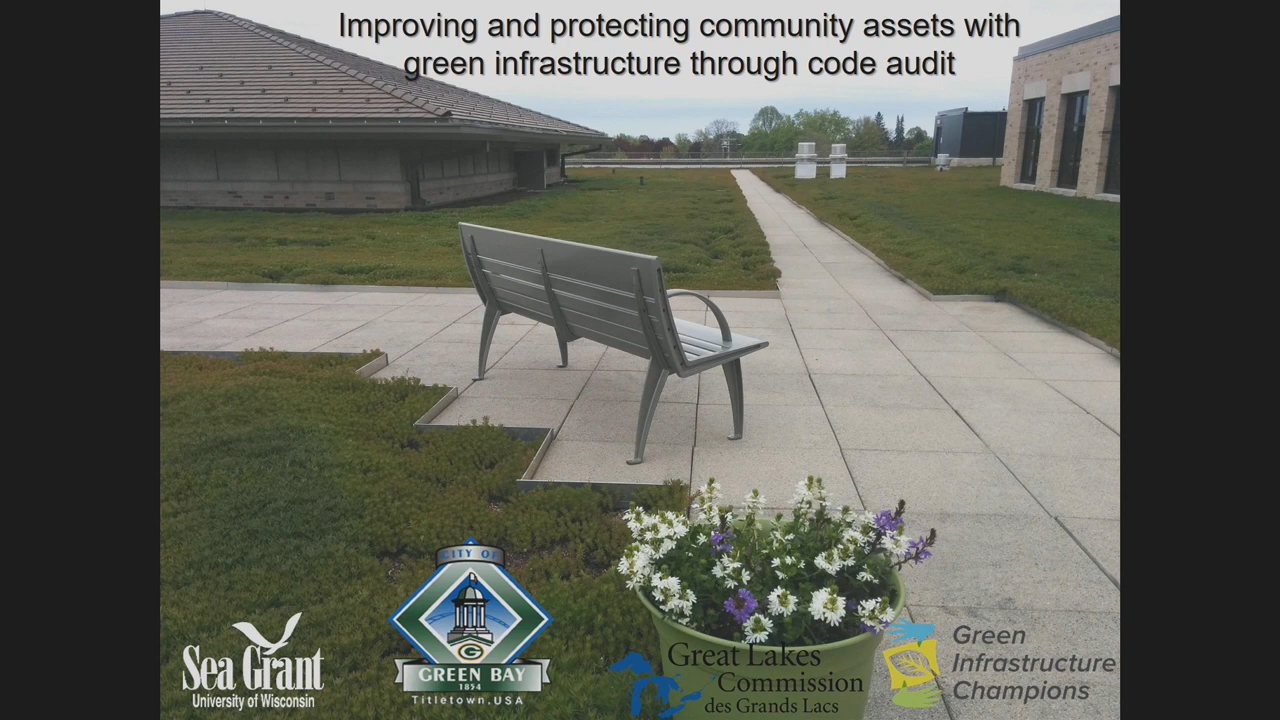 Improving and protecting community assets with
green infrastructure through code audit
Sea Grant
University of Wisconsin
CITY OF
G
GREEN BAY
1854
Titletown.USA
Great Lakes
Commission
des Grands Lacs
Green
Infrastructure
Champions